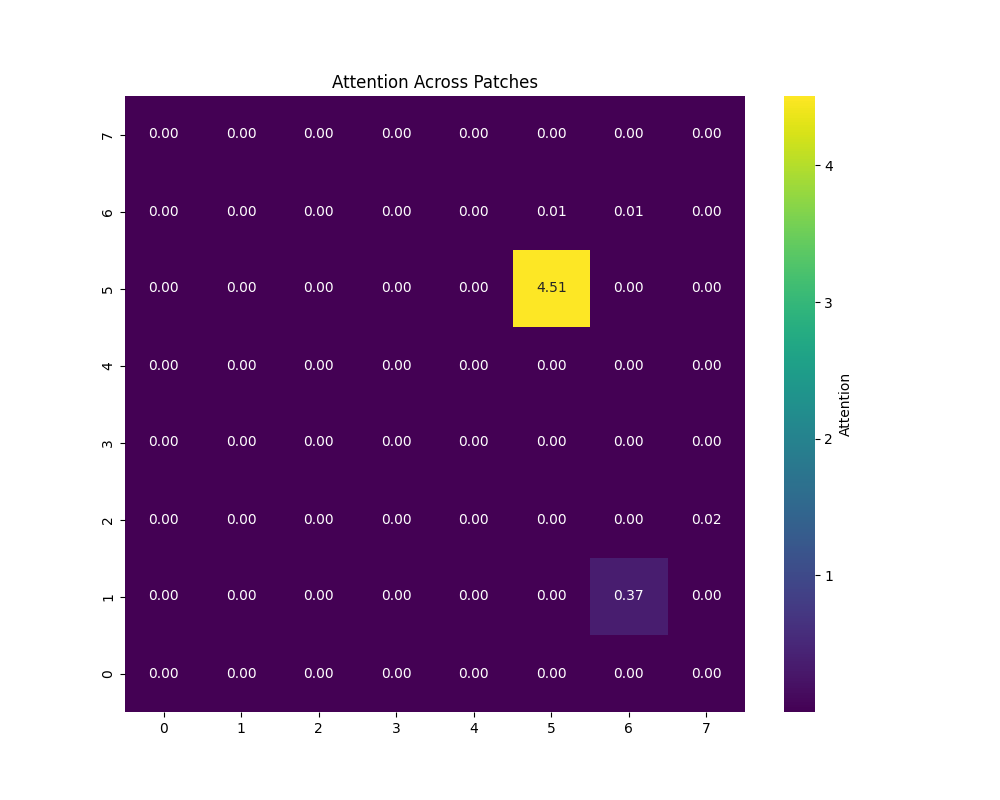 Attention Across Patches
7 0.00 0.00 0.00 0.00 0.00 0.00 0.00 0.00
6 0.00 0.00 0.00 0.00 0.00 0.01 0.01 0.00
5 0.00 0.00 0.00 0.00 0.00 4.51 0.00 0.00
4 0.00 0.00 0.00 0.00 0.00 0.00 0.00 0.00
3 0.00 0.00 0.00 0.00 0.00 0.00 0.00 0.00
2 0.00 0.00 0.00 0.00 0.00 0.00 0.00 0.02
1 0.00 0.00 0.00 0.00 0.00 0.00 0.37 0.00
0 0.00 0.00 0.00 0.00 0.00 0.00 0.00 0.00
0 1 2 3 4 5 6 7
4
3
2
1
Attention